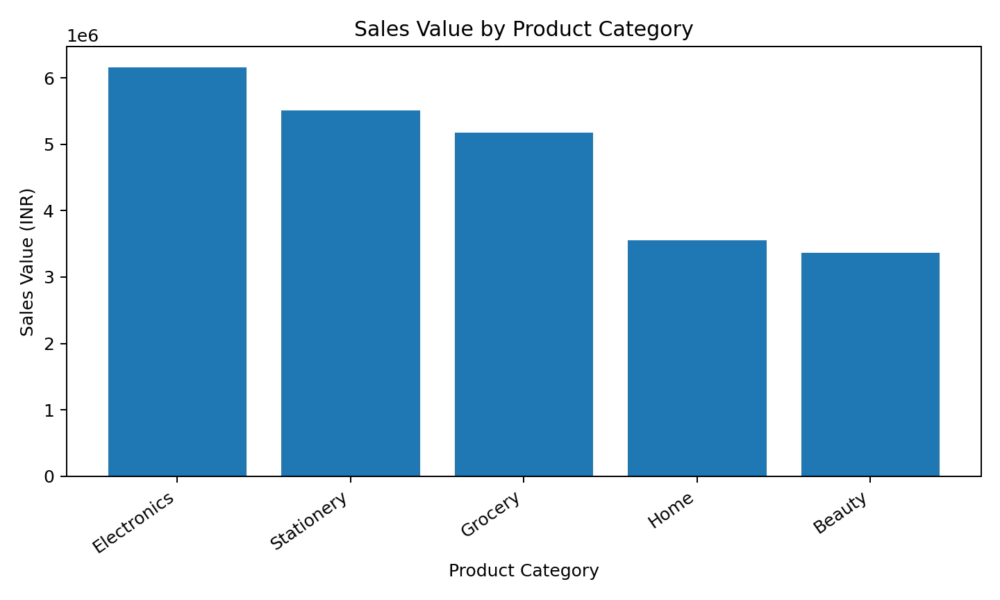 Sales Value by Product Category
1e6
6
5
4
3
2
1
0
Sales Value (INR)
Electronics
Stationery
Grocery
Home
Beauty
Product Category